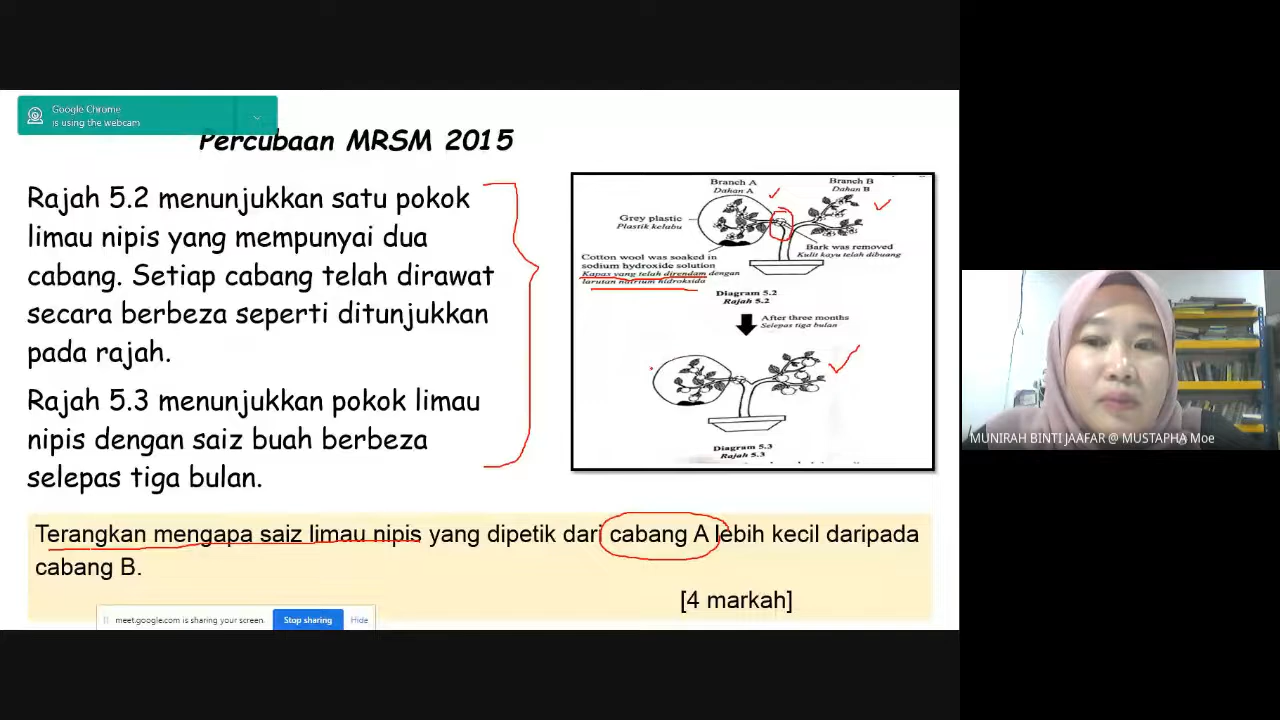 Google Chrome
is using the webcam
Percubaan MRSM 2015
Rajah 5.2 menunjukkan satu pokok
limau nipis yang mempunyai dua
cabang. Setiap cabang telah dirawat
secara berbeza seperti ditunjukkan
pada rajah.
Rajah 5.3 menunjukkan pokok limau
nipis dengan saiz buah berbeza
selepas tiga bulan.
Branch A
Dahan A
Branch B
Dahan B
Grey plastic
Plastik kelabu
Bark was removed
Kulit kayu telah dibuang
Cotton wool was soaked in
sodium hydroxide solution
Kapas yang telah direndam dengan
larutan natrium hidroksida
Diagram 5.2
Rajah 5.2
After three months
Selepas tiga bulan
Diagram 5.3
Rajah 5.3
Terangkan mengapa saiz limau nipis yang dipetik dari cabang A lebih kecil daripada
cabang B.
[4 markah]
meet.google.com is sharing your screen.
Stop sharing
Hide
MUNIRAH BINTI JAAFAR @ MUSTAPHA Moe